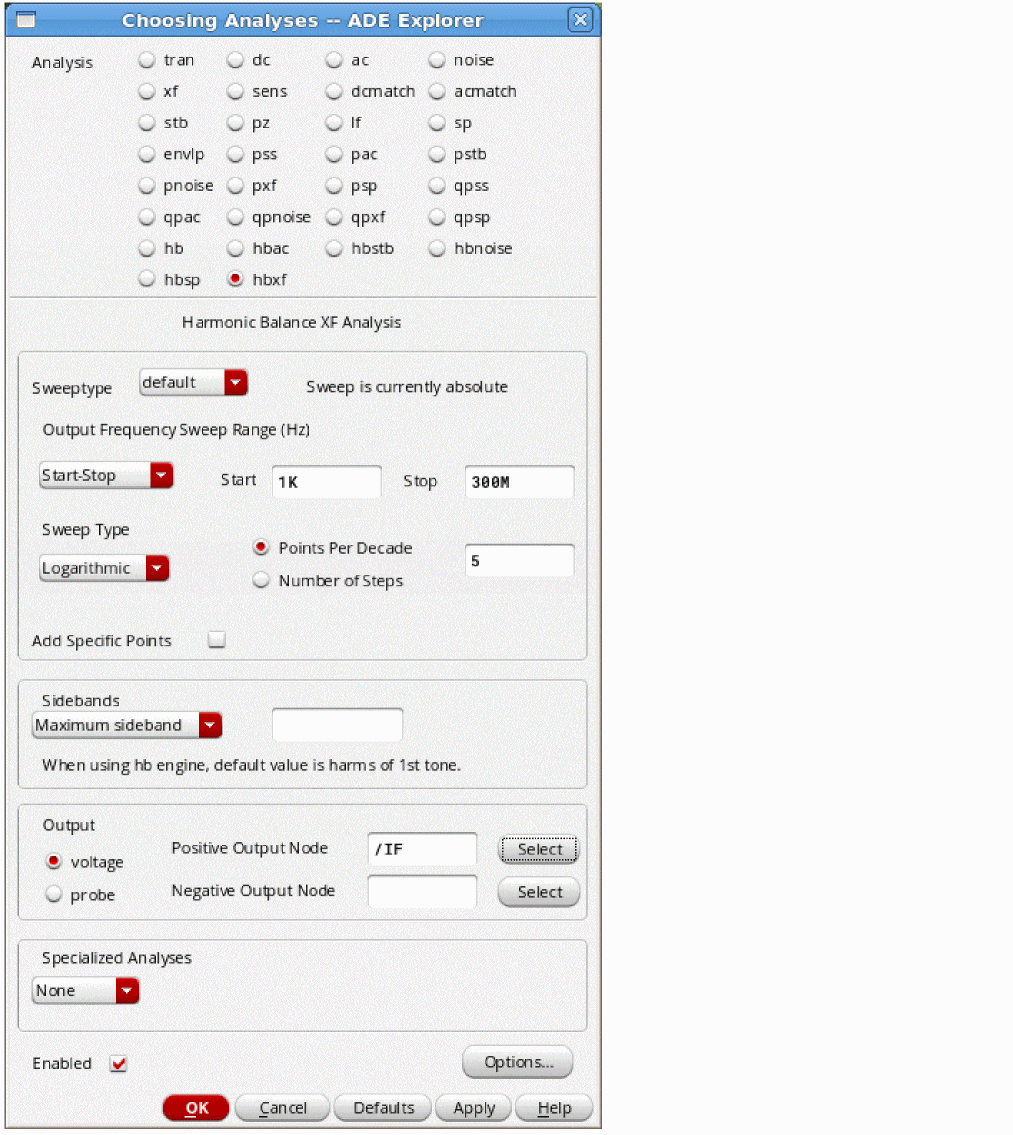 Choosing Analyses -- ADE Explorer
Analysis tran dc ac noise
xf sens dcmatch acmatch
stb pz lf sp
envlp pss pac pstb
pnoise pxf psp qpss
qpac qpnoise qpxf qpsp
hb hbac hbstb hbnoise
hbsp hbxf
Harmonic Balance XF Analysis
Sweeptype default Sweep is currently absolute
Output Frequency Sweep Range (Hz)
Start-Stop Start 1K Stop 300M
Sweep Type
Points Per Decade
Logarithmic 5
Number of Steps
Add Specific Points
Sidebands
Maximum sideband
When using hb engine, default value is harms of 1st tone.
Output
Positive Output Node /IF Select
voltage
Negative Output Node Select
probe
Specialized Analyses
None
Enabled Options...
OK Cancel Defaults Apply Help